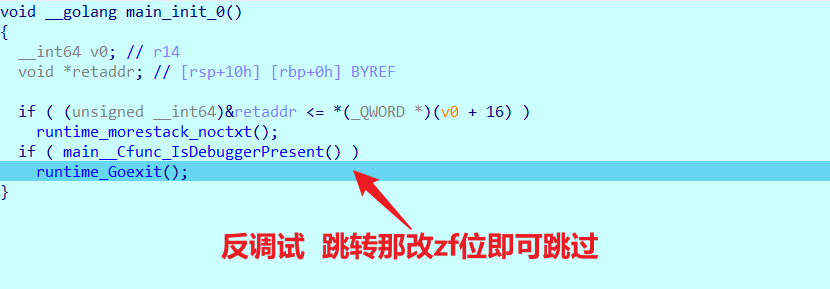 void __golang main_init_0()
{
  __int64 v0; // r14
  void *retaddr; // [rsp+10h] [rbp+0h] BYREF

  if ( (unsigned __int64)&retaddr <= *(_QWORD *)(v0 + 16) )
    runtime_morestack_noctxt();
  if ( main__Cfunc_IsDebuggerPresent() )
    runtime_Goexit();
}
反调试  跳转那改zf位即可跳过